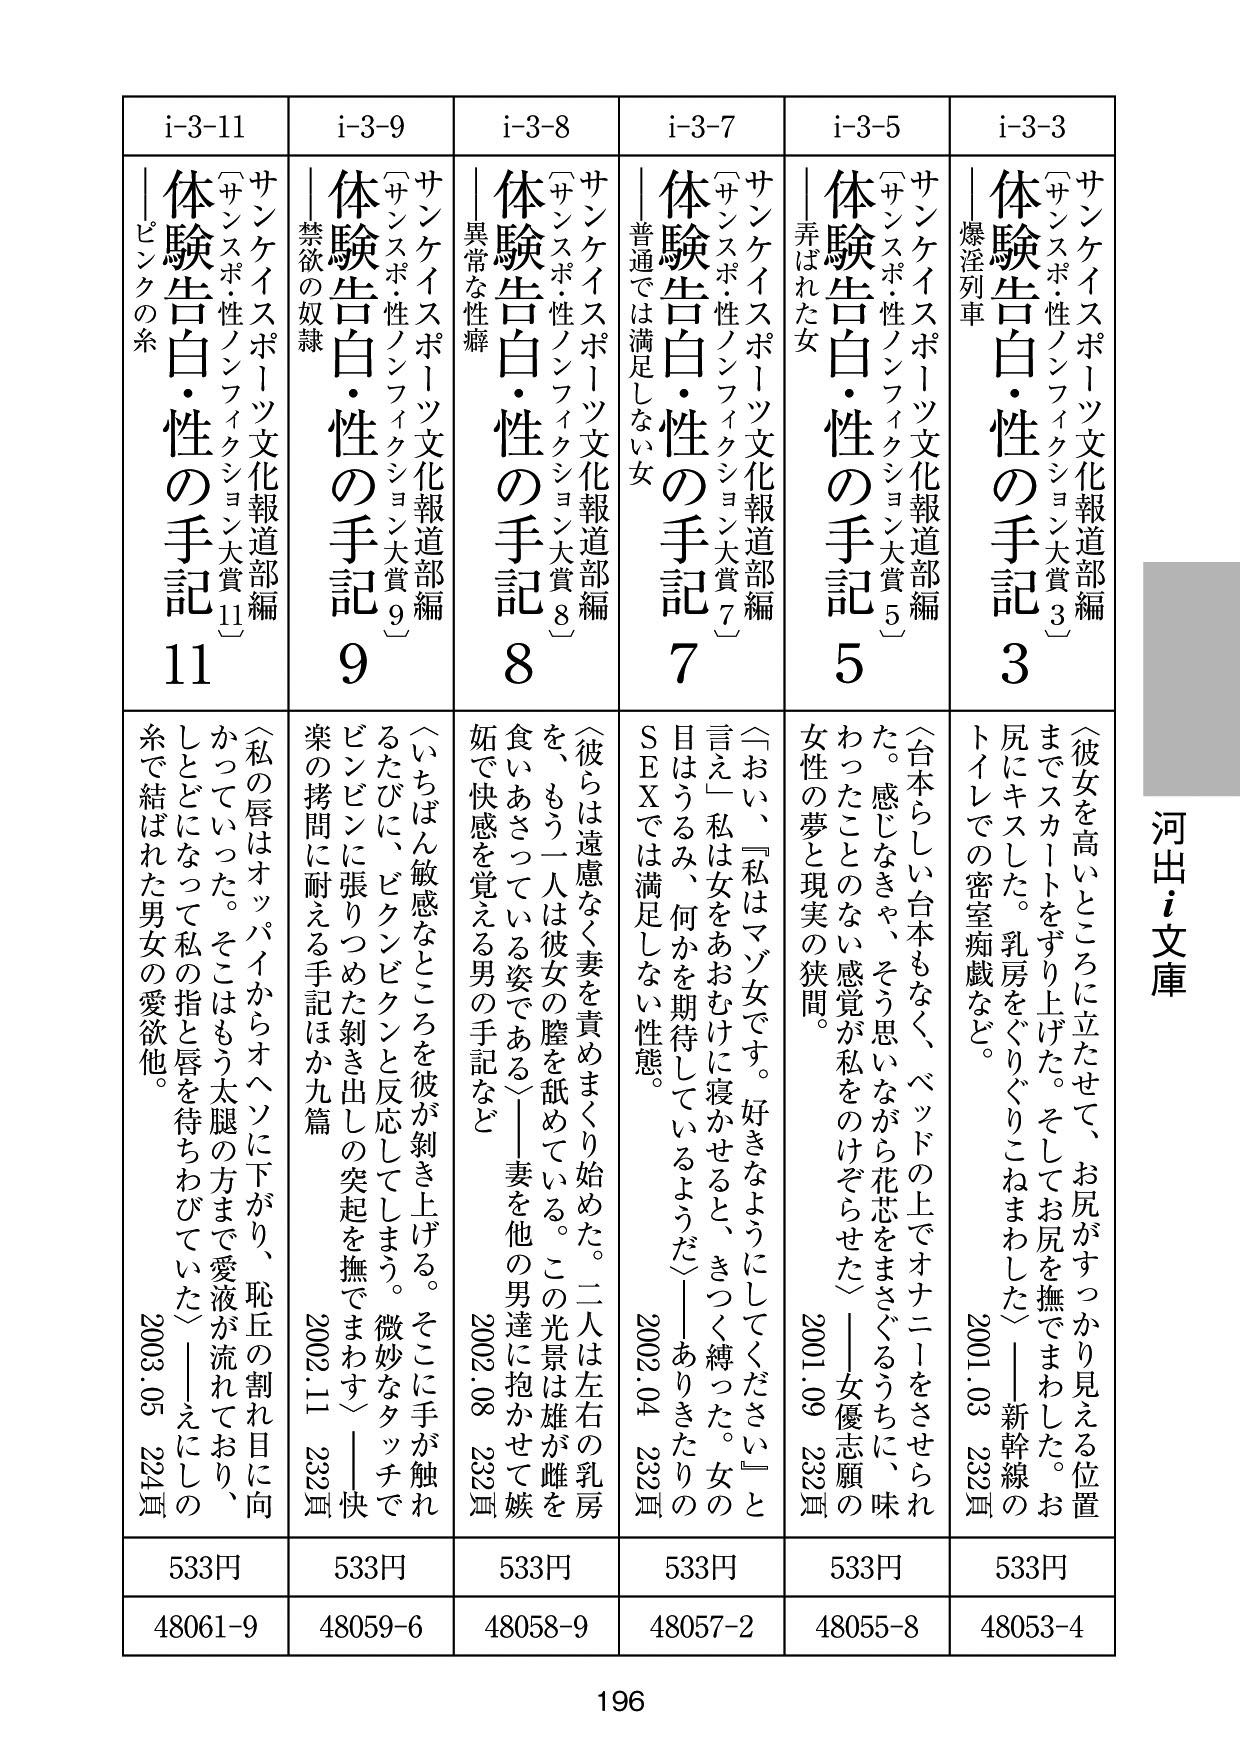 河出i文庫
i-3-3
サンケイスポーツ文化報道部編
〔サンスポ・性ノンフィクション大賞3〕
体験告白・性の手記 3
――爆淫列車
〈彼女を高いところに立たせて、お尻がすっかり見える位置
までスカートをずり上げた。そしてお尻を撫でまわした。お
尻にキスした。乳房をぐりぐりこねまわした〉――新幹線の
トイレでの密室痴戯など。
2001.03 232頁
533円
48053-4
i-3-5
サンケイスポーツ文化報道部編
〔サンスポ・性ノンフィクション大賞5〕
体験告白・性の手記 5
――弄ばれた女
〈台本らしい台本もなく、ベッドの上でオナニーをさせられ
た。感じなきゃ、そう思いながら花芯をまさぐるうちに、味
わったことのない感覚が私をのけぞらせた〉――女優志願の
女性の夢と現実の狭間。
2001.09 232頁
533円
48055-8
i-3-7
サンケイスポーツ文化報道部編
〔サンスポ・性ノンフィクション大賞7〕
体験告白・性の手記 7
――普通では満足しない女
〈「おい、『私はマゾ女です。好きなようにしてください』と
言え」私は女をあおむけに寝かせると、きつく縛った。女の
目はうるみ、何かを期待しているようだ〉――ありきたりの
ＳＥＸでは満足しない性態。
2002.04 232頁
533円
48057-2
i-3-8
サンケイスポーツ文化報道部編
〔サンスポ・性ノンフィクション大賞8〕
体験告白・性の手記 8
――異常な性癖
〈彼らは遠慮なく妻を責めまくり始めた。二人は左右の乳房
を、もう一人は彼女の膣を舐めている。この光景は雄が雌を
食いあさっている姿である〉――妻を他の男達に抱かせて嫉
妬で快感を覚える男の手記など
2002.08 232頁
533円
48058-9
i-3-9
サンケイスポーツ文化報道部編
〔サンスポ・性ノンフィクション大賞9〕
体験告白・性の手記 9
――禁欲の奴隷
〈いちばん敏感なところを彼が剝き上げる。そこに手が触れ
るたびに、ビクンビクンと反応してしまう。微妙なタッチで
ビンビンに張りつめた剝き出しの突起を撫でまわす〉――快
楽の拷問に耐える手記ほか九篇
2002.11 232頁
533円
48059-6
i-3-11
サンケイスポーツ文化報道部編
〔サンスポ・性ノンフィクション大賞11〕
体験告白・性の手記 11
――ピンクの糸
〈私の唇はオッパイからオヘソに下がり、恥丘の割れ目に向
かっていった。そこはもう太腿の方まで愛液が流れており、
しとどになって私の指と唇を待ちわびていた〉――えにしの
糸で結ばれた男女の愛欲他。
2003.05 224頁
533円
48061-9
196